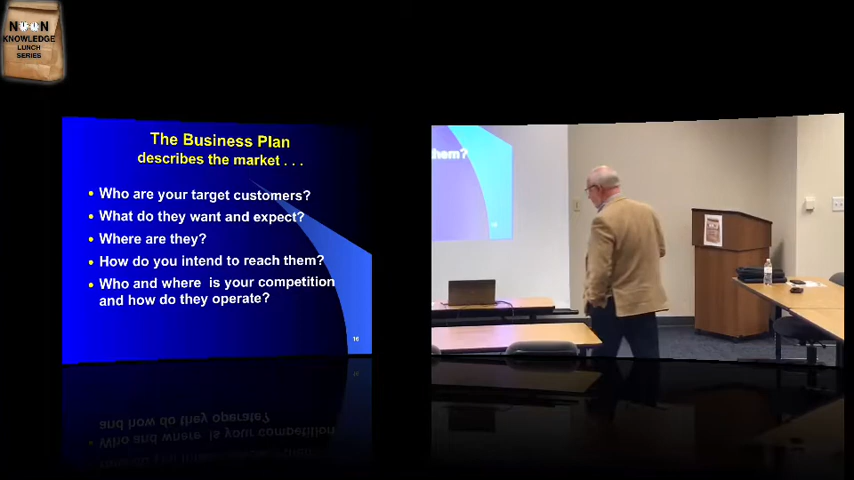 NOON
KNOWLEDGE
LUNCH
SERIES
The Business Plan
describes the market . . .
• Who are your target customers?
• What do they want and expect?
• Where are they?
• How do you intend to reach them?
• Who and where is your competition
and how do they operate?
16
them?